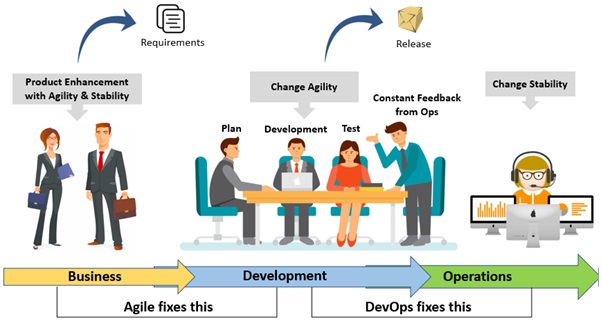 Requirements
Release
Product Enhancement
with Agility & Stability
Change Agility
Change Stability
Constant Feedback
from Ops
Plan
Development
Test
Business
Development
Operations
Agile fixes this
DevOps fixes this